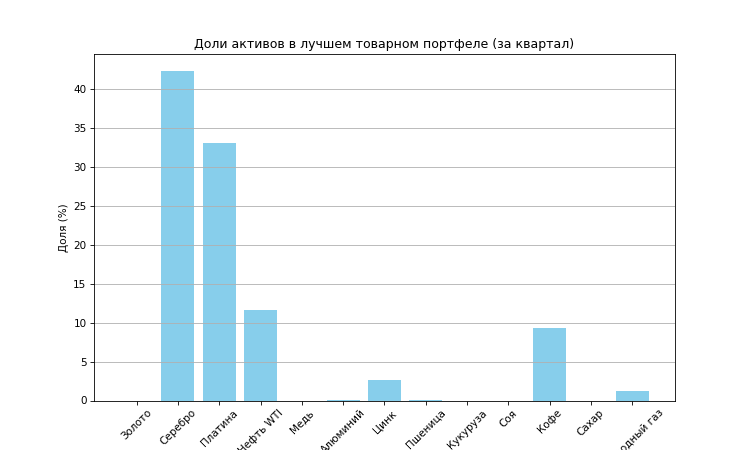 Доли активов в лучшем товарном портфеле (за квартал)
Доля (%)
40
35
30
25
20
15
10
5
0
Золото
Серебро
Платина
Нефть WTI
Медь
Алюминий
Цинк
Пшеница
Кукуруза
Соя
Кофе
Сахар
одный газ